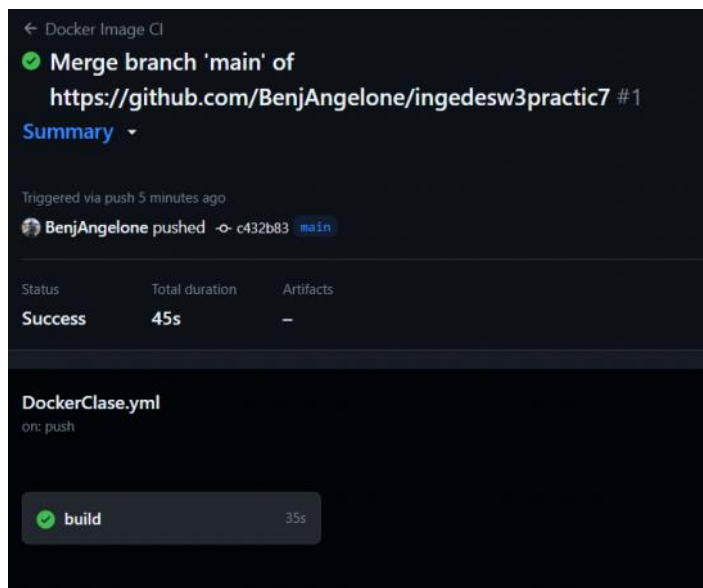 ← Docker Image CI
Merge branch 'main' of
https://github.com/BenjAngelone/ingedesw3practic7 #1
Summary
Triggered via push 5 minutes ago
BenjAngelone pushed c432b83 main
Status Total duration Artifacts
Success 45s –
DockerClase.yml
on: push
build 35s